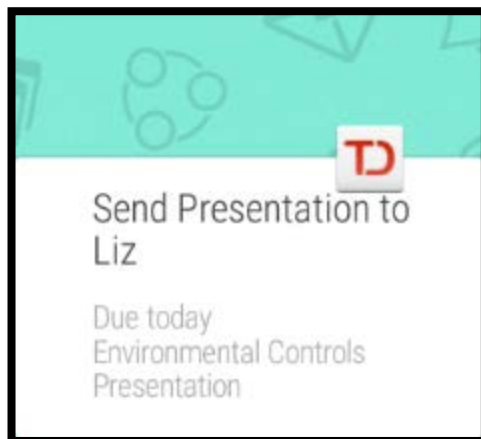 TD
Send Presentation to
Liz
Due today
Environmental Controls
Presentation